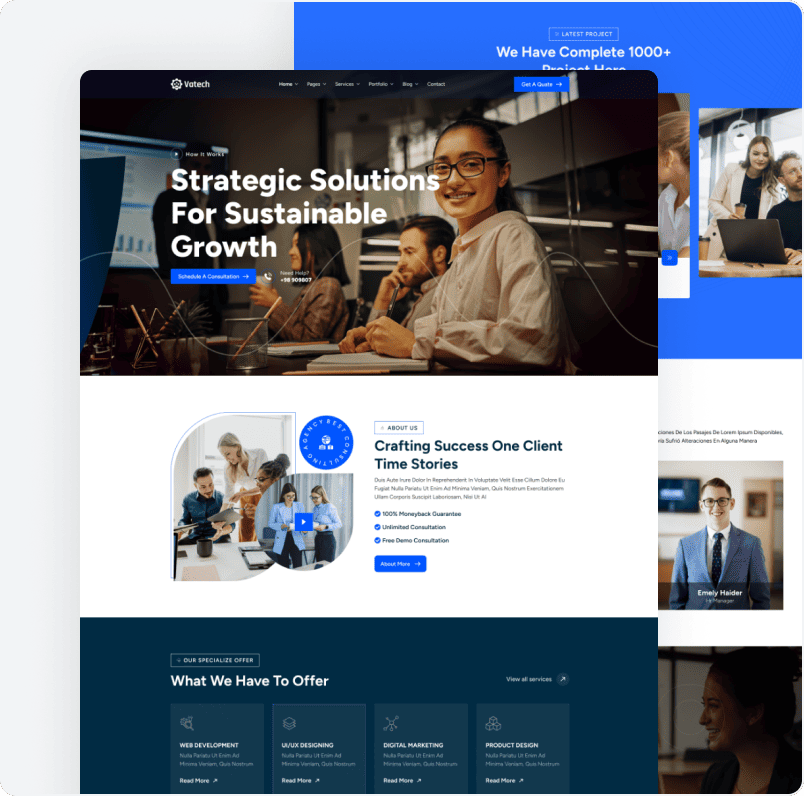 LATEST PROJECT
We Have Complete 1000+
Project Here
Vatech
Home
Pages
Services
Portfolio
Blog
Contact
Get A Quote
How It Works
Strategic Solutions
For Sustainable
Growth
Schedule A Consultation
Need Help?
+98 909807
AGENCY BEST CONSULTING
ABOUT US
Crafting Success One Client
Time Stories
Duis Aute Irure Dolor In Reprehenderit In Voluptate Velit Esse Cillum Dolore Eu
Fugiat Nulla Pariatu Ut Enim Ad Minima Veniam, Quis Nostrum Exercitationem
Ullam Corporis Suscipit Laboriosam, Nisi Ut Al
100% Moneyback Guarantee
Unlimited Consultation
Free Demo Consultation
About More
ciones De Los Pasajes De Lorem Ipsum Disponibles,
ría Sufrió Alteraciones En Alguna Manera
Emely Haider
Hr Manager
OUR SPECIALIZE OFFER
What We Have To Offer
View all services
WEB DEVELOPMENT
Nulla Pariatu Ut Enim Ad
Minima Veniam, Quis Nostrum
Read More
UI/UX DESIGNING
Nulla Pariatu Ut Enim Ad
Minima Veniam, Quis Nostrum
Read More
DIGITAL MARKETING
Nulla Pariatu Ut Enim Ad
Minima Veniam, Quis Nostrum
Read More
PRODUCT DESIGN
Nulla Pariatu Ut Enim Ad
Minima Veniam, Quis Nostrum
Read More